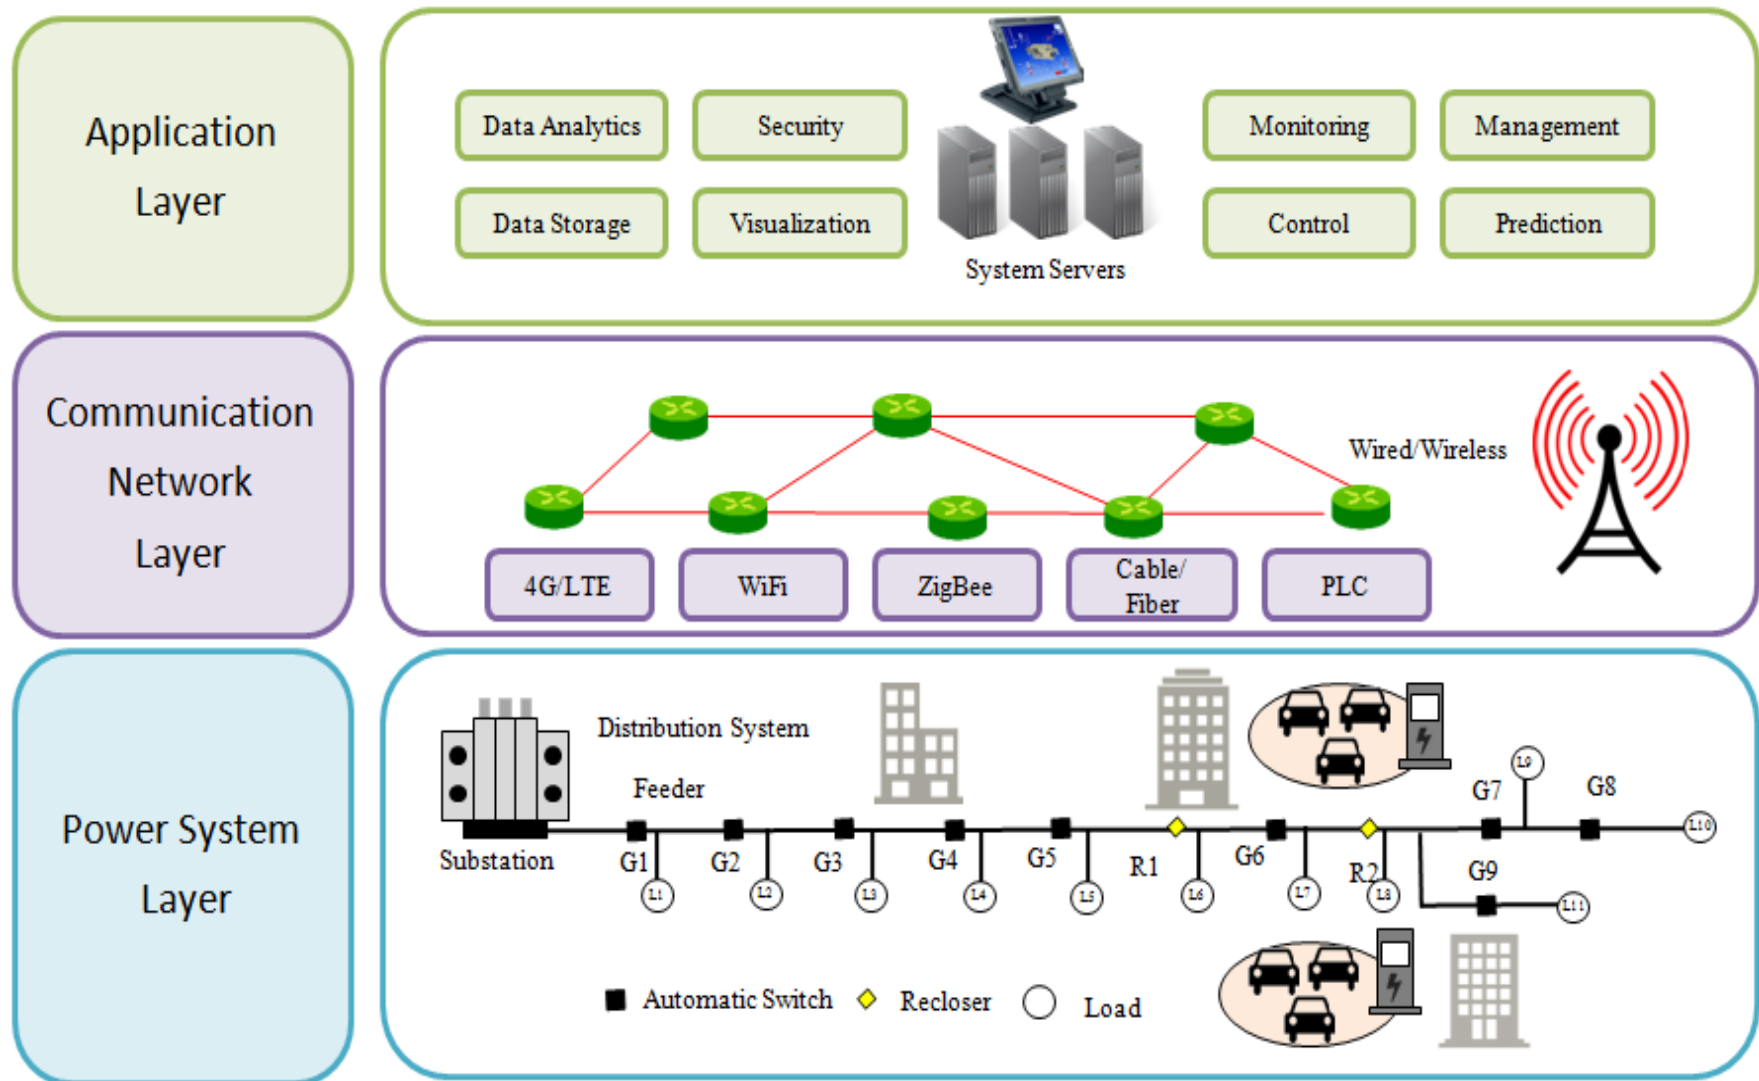 Application
Layer
Data Analytics
Security
Monitoring
Management
Data Storage
Visualization
Control
Prediction
System Servers
Communication
Network
Layer
Wired/Wireless
4G/LTE
WiFi
ZigBee
Cable/
Fiber
PLC
Power System
Layer
Distribution System
Feeder
Substation
G1
G2
G3
G4
G5
R1
G6
R2
G7
G8
G9
L1
L2
L3
L4
L5
L6
L7
L8
L9
L10
L11
Automatic Switch
Recloser
Load